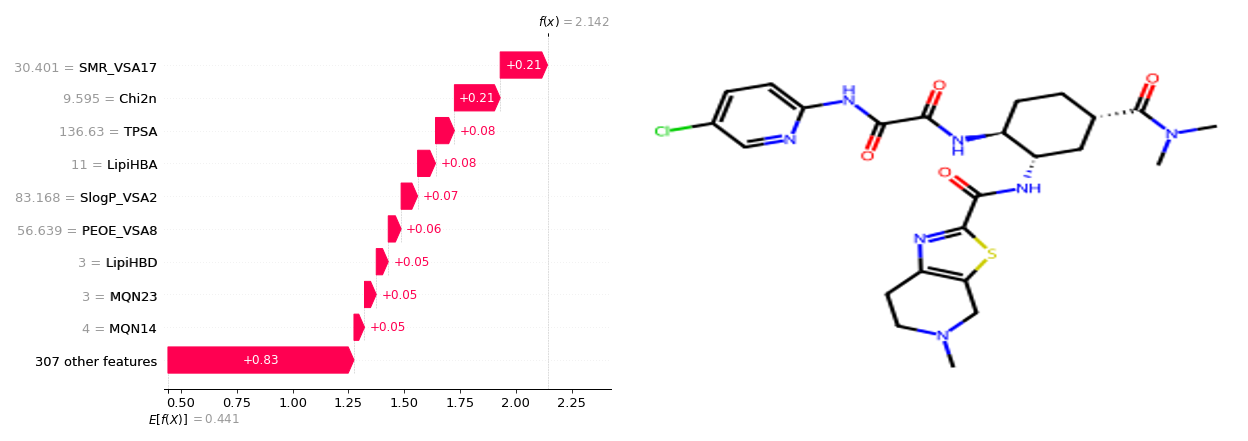 f(x) = 2.142
30.401 = SMR_VSA17
+0.21
9.595 = Chi2n
+0.21
136.63 = TPSA
+0.08
11 = LipiHBA
+0.08
83.168 = SlogP_VSA2
+0.07
56.639 = PEOE_VSA8
+0.06
3 = LipiHBD
+0.05
3 = MQN23
+0.05
4 = MQN14
+0.05
307 other features
+0.83
0.50 0.75 1.00 1.25 1.50 1.75 2.00 2.25
E[f(X)] = 0.441
H
N
O
O
Cl
N
O
N
H
N
O
NH
N
S
N